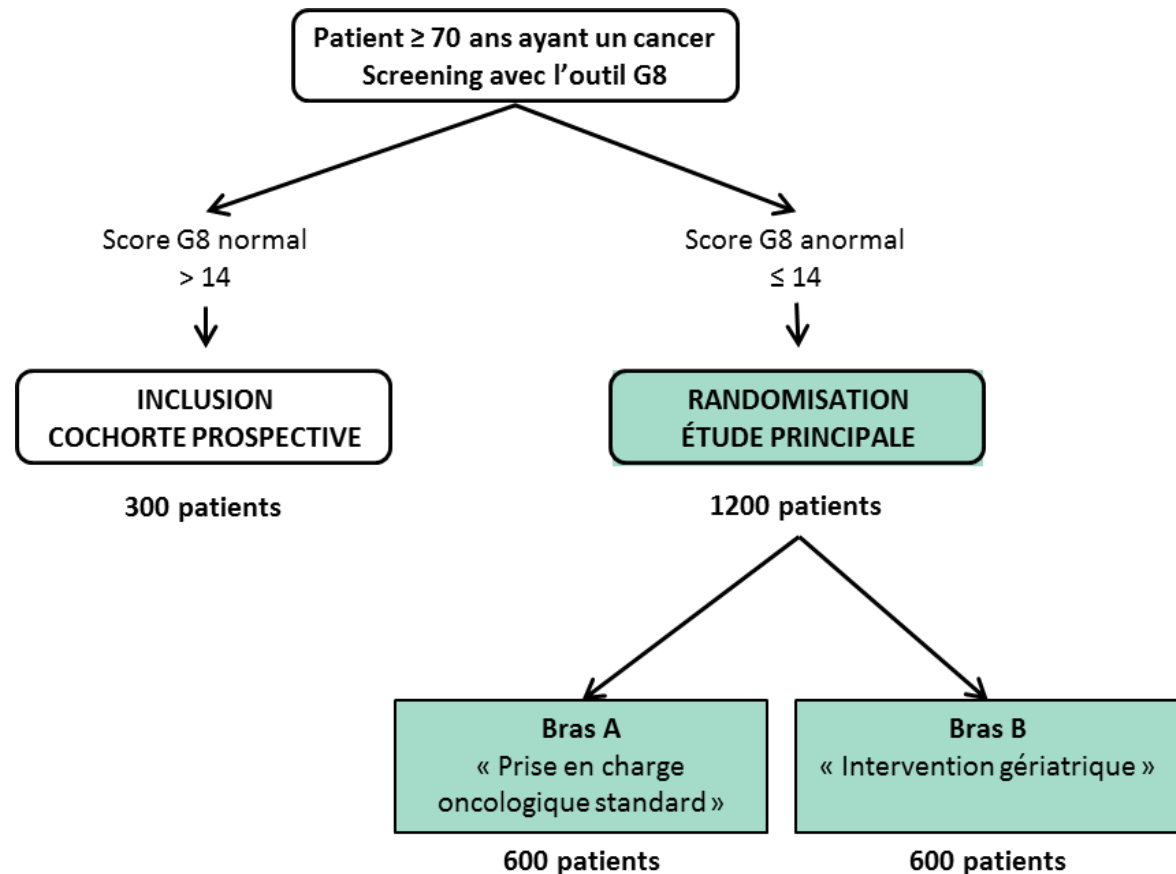 Patient ≥ 70 ans ayant un cancer
Screening avec l'outil G8
Score G8 normal
> 14
Score G8 anormal
≤ 14
INCLUSION
COCHORTE PROSPECTIVE
RANDOMISATION
ÉTUDE PRINCIPALE
300 patients
1200 patients
Bras A
« Prise en charge
oncologique standard »
Bras B
« Intervention gériatrique »
600 patients
600 patients